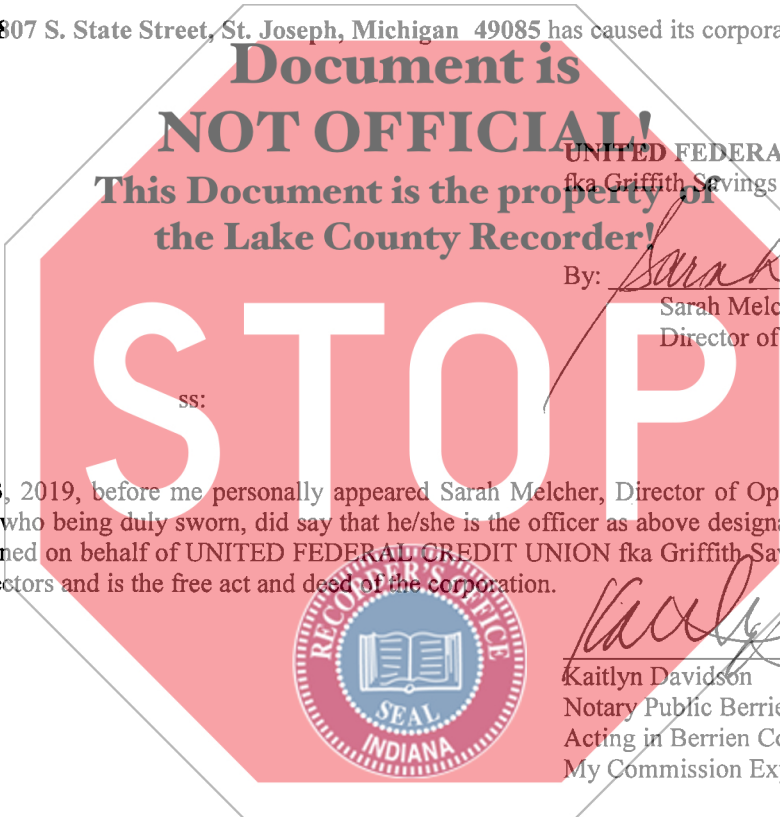 807 S. State Street, St. Joseph, Michigan 49085 has caused its corpora
Document is
NOT OFFICIAL!
This Document is the property of
the Lake County Recorder!
UNITED FEDERA
fka Griffith Savings
By: Sarah
Sarah Melc
Director of
STOP
ss:
, 2019, before me personally appeared Sarah Melcher, Director of Op
who being duly sworn, did say that he/she is the officer as above designa
ned on behalf of UNITED FEDERAL CREDIT UNION fka Griffith Sav
ctors and is the free act and deed of the corporation.
RECORDER'S OFFICE
SEAL
INDIANA
Kaitlyn Davidson
Notary Public Berrie
Acting in Berrien Co
My Commission Exp